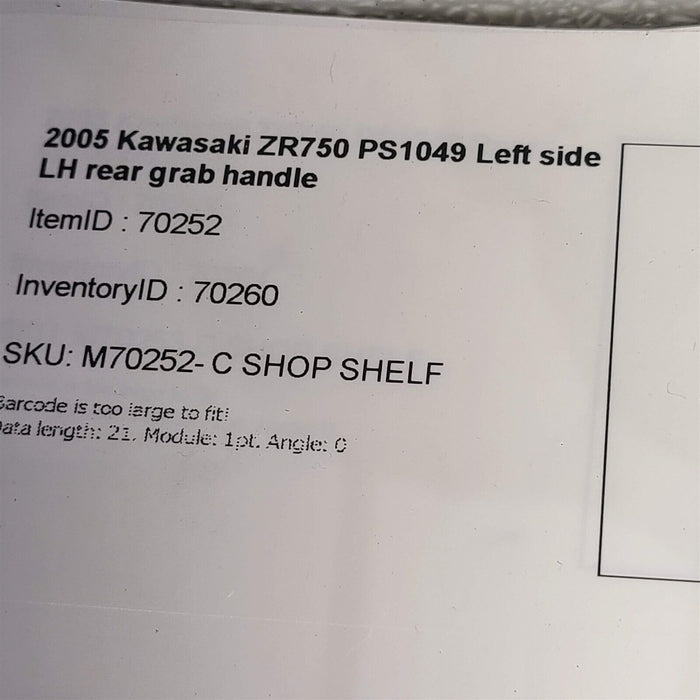 2005 Kawasaki ZR750 PS1049 Left side
LH rear grab handle
ItemID : 70252
InventoryID : 70260
SKU: M70252- C SHOP SHELF
Barcode is too large to fit!
Data length: 21, Module: 1pt. Angle: 0